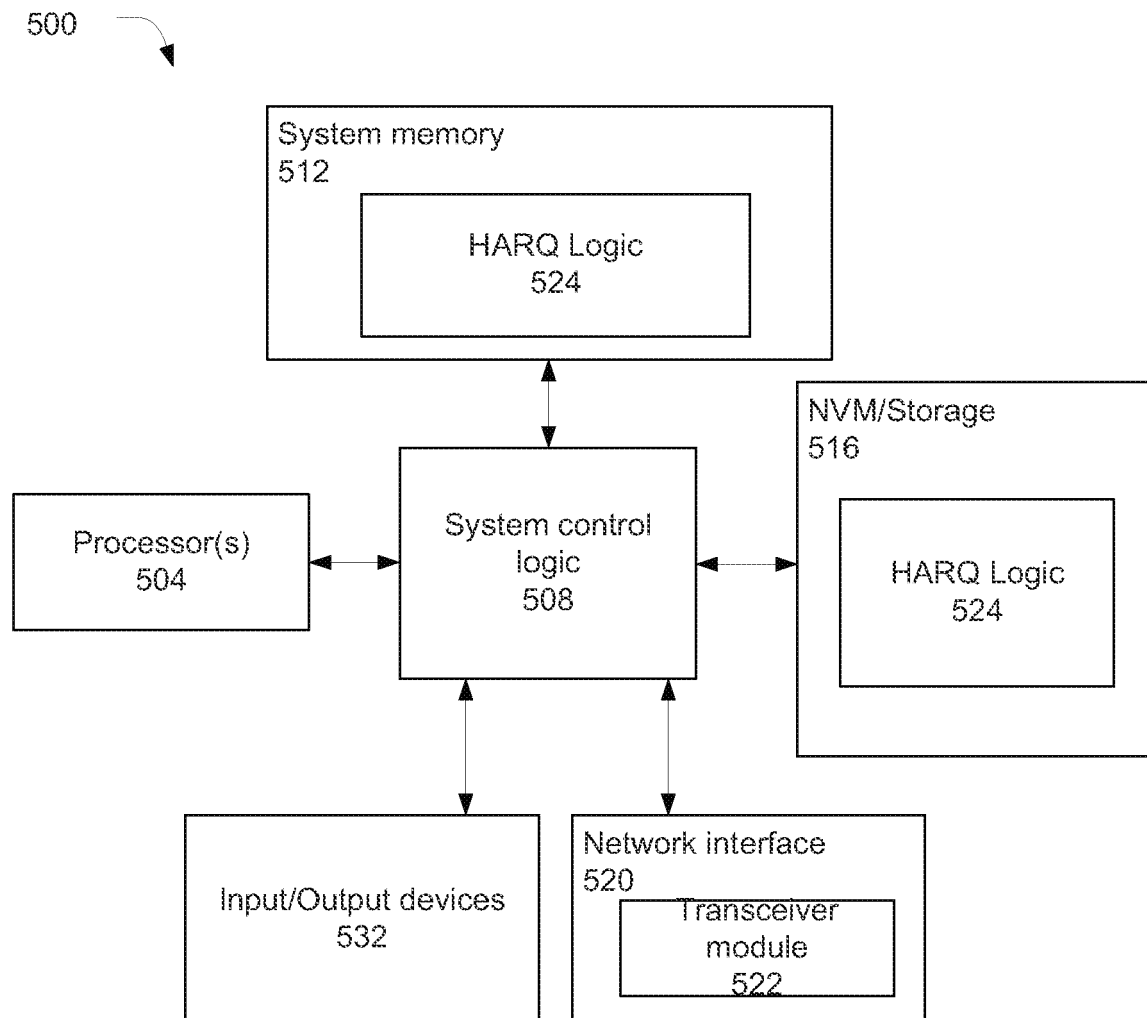 500
System memory
512
HARQ Logic
524
NVM/Storage
516
HARQ Logic
524
System control
logic
508
Processor(s)
504
Input/Output devices
532
Network interface
520
Transceiver
module
522